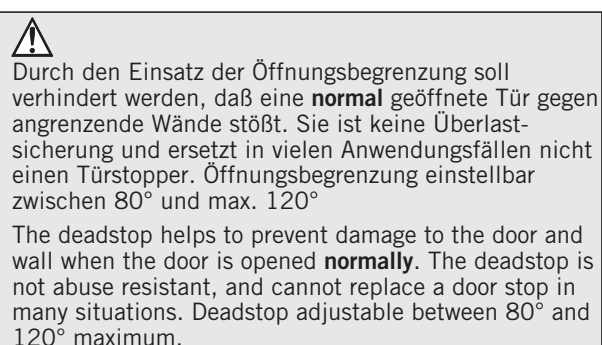 Durch den Einsatz der Öffnungsbegrenzung soll
verhindert werden, daß eine normal geöffnete Tür gegen
angrenzende Wände stößt. Sie ist keine Überlast-
sicherung und ersetzt in vielen Anwendungsfällen nicht
einen Türstopper. Öffnungsbegrenzung einstellbar
zwischen 80° und max. 120°
The deadstop helps to prevent damage to the door and
wall when the door is opened normally. The deadstop is
not abuse resistant, and cannot replace a door stop in
many situations. Deadstop adjustable between 80° and
120° maximum.